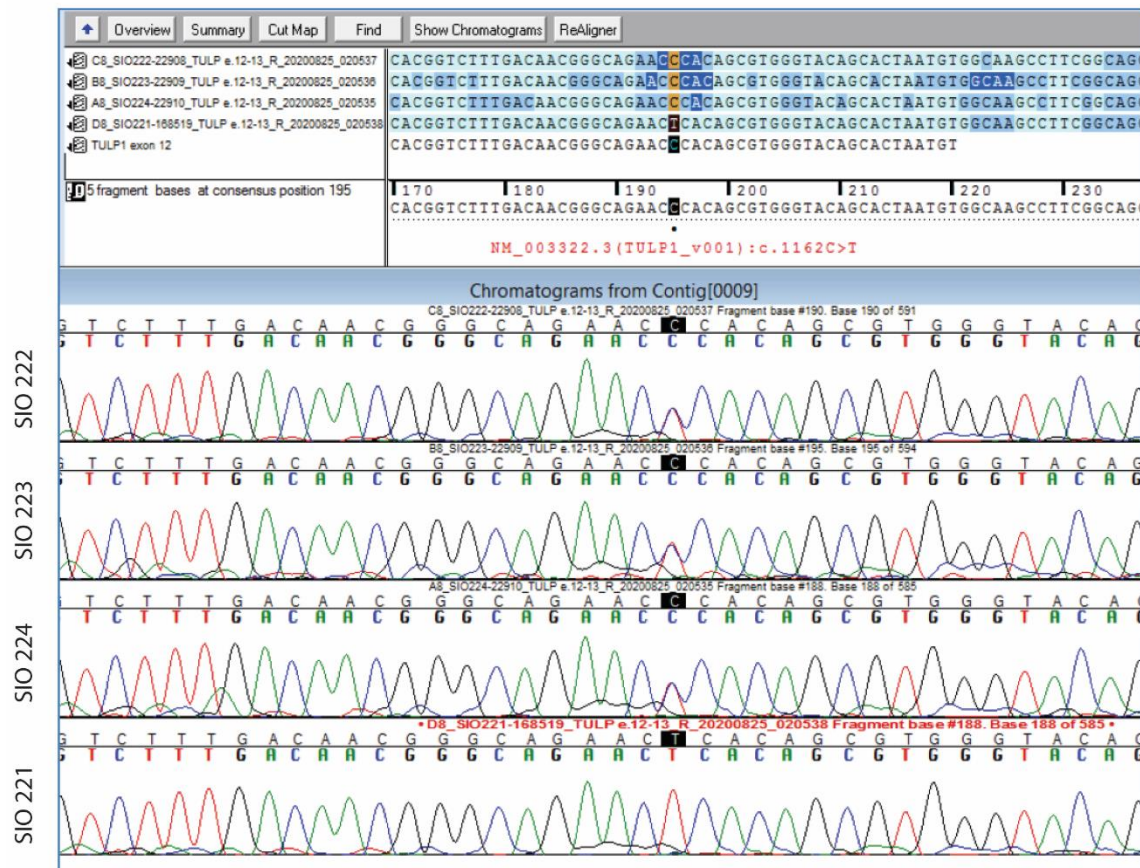 Overview Summary Cut Map Find Show Chromatograms ReAligner
C8_SIO222-22908_TULP e.12-13_R_20200825_020537 CACGGTCTTTGACAACGGGCAGAACCCACAGCGTGGGTACAGCACTAATGTGGCAAGCCTTCGGCAG
B8_SIO223-22909_TULP e.12-13_R_20200825_020536 CACGGTCTTTGACAACGGGCAGAACCCACAGCGTGGGTACAGCACTAATGTGGCAAGCCTTCGGCAG
A8_SIO224-22910_TULP e.12-13_R_20200825_020535 CACGGTCTTTGACAACGGGCAGAACCCACAGCGTGGGTACAGCACTAATGTGGCAAGCCTTCGGCAG
D8_SIO221-168519_TULP e.12-13_R_20200825_020538 CACGGTCTTTGACAACGGGCAGAACTCACAGCGTGGGTACAGCACTAATGTGGCAAGCCTTCGGCAG
TULP1 exon 12 CACGGTCTTTGACAACGGGCAGAACCCACAGCGTGGGTACAGCACTAATGT
5 fragment bases at consensus position 195 170 180 190 200 210 220 230
CACGGTCTTTGACAACGGGCAGAACCCACAGCGTGGGTACAGCACTAATGTGGCAAGCCTTCGGCAG
NM_003322.3(TULP1_v001):c.1162C>T
Chromatograms from Contig[0009]
SIO 222
C8_SIO222-22908_TULP e.12-13_R_20200825_020537 Fragment base #190. Base 190 of 591
G T C T T T G A C A A C G G G C A G A A C C C A C A G C G T G G G T A C A G
G T C T T T G A C A A C G G G C A G A A C C C A C A G C G T G G G T A C A G
SIO 223
B8_SIO223-22909_TULP e.12-13_R_20200825_020536 Fragment base #195. Base 195 of 594
G T C T T T G A C A A C G G G C A G A A C C C A C A G C G T G G G T A C A G
G T C T T T G A C A A C G G G C A G A A C C C A C A G C G T G G G T A C A G
SIO 224
A8_SIO224-22910_TULP e.12-13_R_20200825_020535 Fragment base #188. Base 188 of 585
T C T T T G A C A A C G G G C A G A A C C C A C A G C G T G G G T A C A G
T C T T T G A C A A C G G G C A G A A C C C A C A G C G T G G G T A C A G
SIO 221
•D8_SIO221-168519_TULP e.12-13_R_20200825_020538 Fragment base #188. Base 188 of 585•
G T C T T T G A C A A C G G G C A G A A C T C A C A G C G T G G G T A C A G
G T C T T T G A C A A C G G G C A G A A C T C A C A G C G T G G G T A C A G